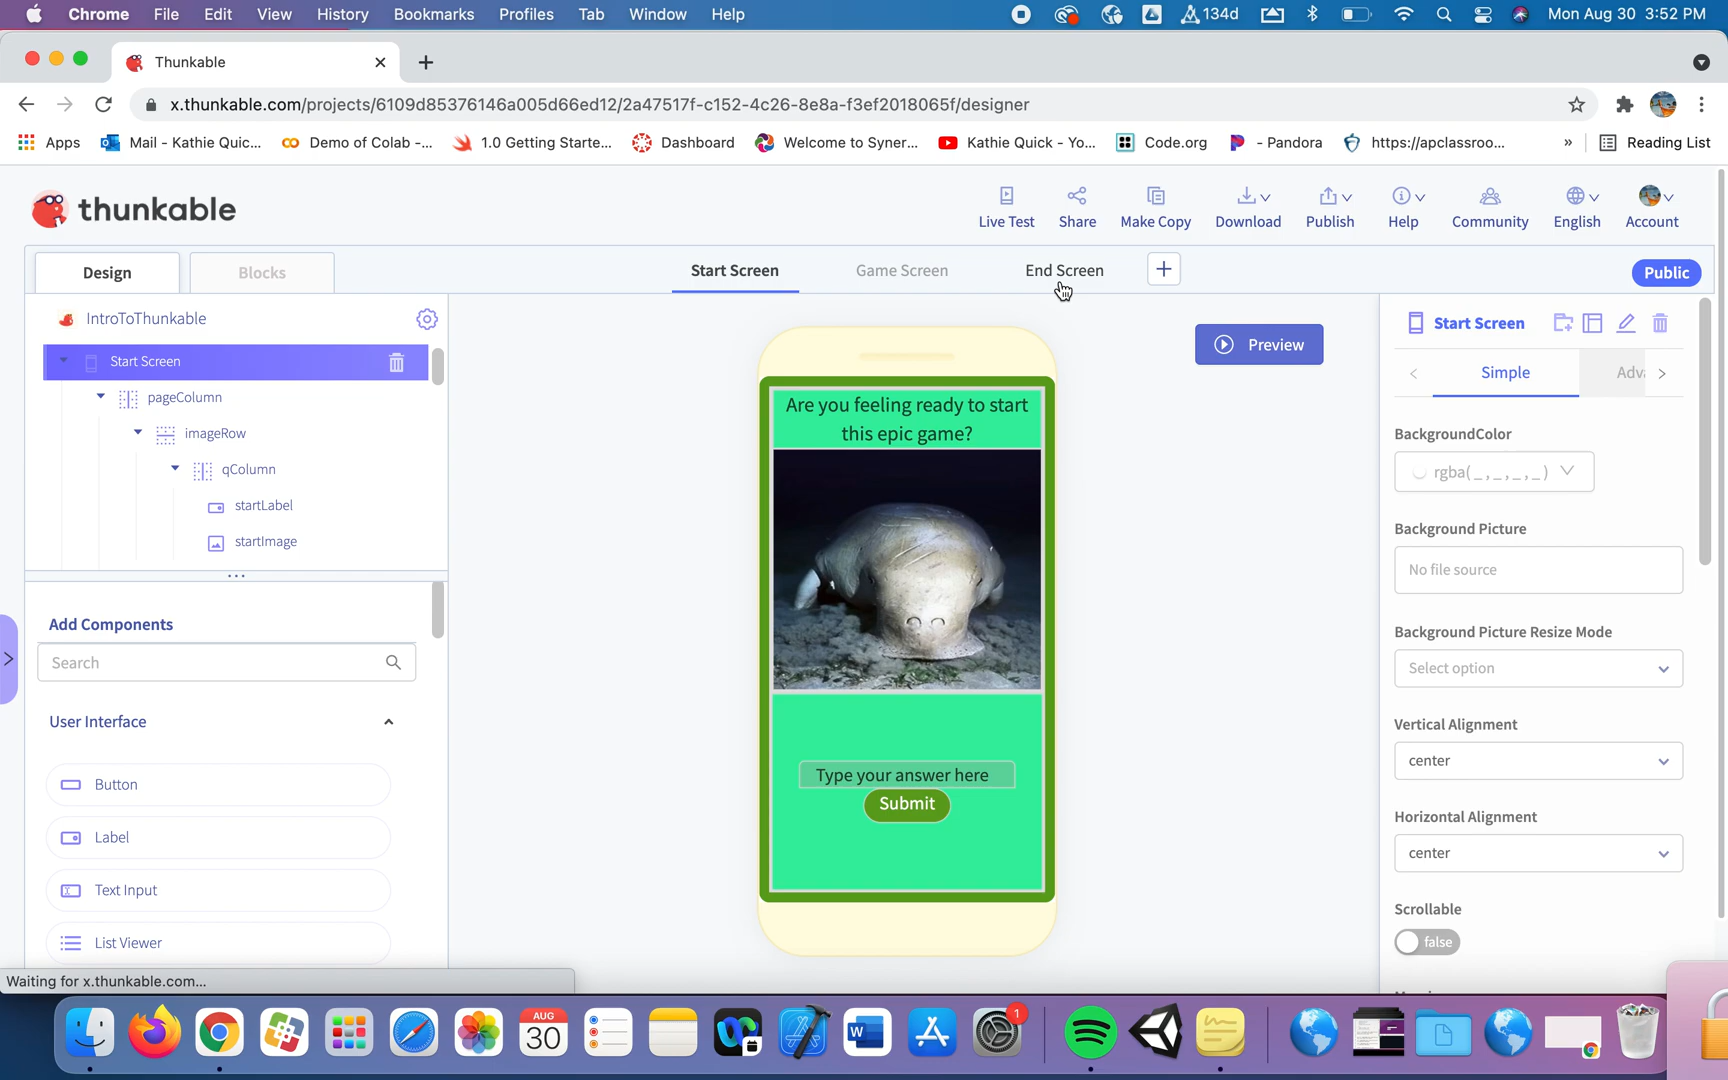 Chrome File Edit View History Bookmarks Profiles Tab Window Help 134d Mon Aug 30 3:52 PM
Thunkable
x.thunkable.com/projects/6109d85376146a005d66ed12/2a47517f-c152-4c26-8e8a-f3ef2018065f/designer
Apps Mail - Kathie Quic... Demo of Colab -... 1.0 Getting Starte... Dashboard Welcome to Syner... Kathie Quick - Yo... Code.org - Pandora https://apclassroo... » Reading List
thunkable
Live Test Share Make Copy Download Publish Help Community English Account
Design Blocks Start Screen Game Screen End Screen + Public
IntroToThunkable
Start Screen
pageColumn
imageRow
qColumn
startLabel
startImage
Add Components
Search
User Interface
Button
Label
Text Input
List Viewer
Waiting for x.thunkable.com...
Preview
Are you feeling ready to start
this epic game?
Type your answer here
Submit
Start Screen
Simple Adv
BackgroundColor
rgba(_,_,_,_)
Background Picture
No file source
Background Picture Resize Mode
Select option
Vertical Alignment
center
Horizontal Alignment
center
Scrollable
false
AUG
30
1